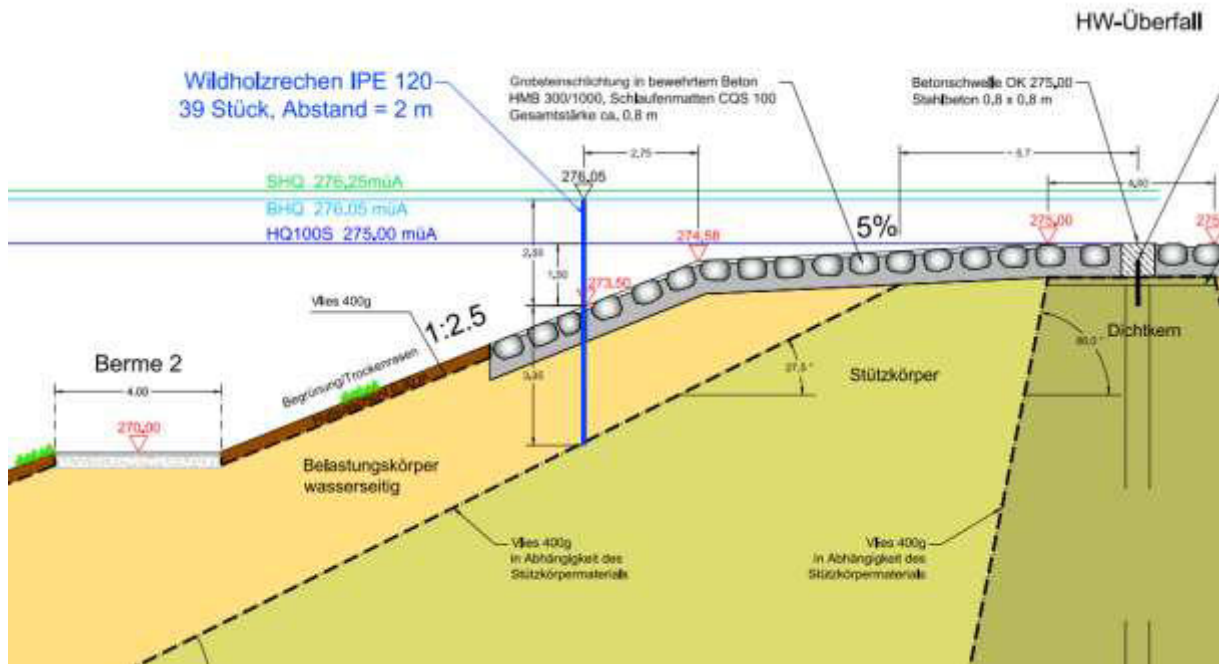 HW-Überfall
Wildholzrechen IPE 120
39 Stück, Abstand = 2 m
Grobsteinschlichtung in bewehrtem Beton
HMB 300/1000, Schlaufenmatten CQS 100
Gesamtstärke ca. 0,8 m
Betonschwelle OK 275,00
Stahlbeton 0,8 x 0,8 m
2,75
5,7
276,05
SHQ 276,25müA
BHQ 276,05 müA
4,00
HQ100S 275,00 müA
5%
274,58
275,00
275
2,55
1,50
273,50
Vlies 400g
1:2.5
Berme 2
Begrünung/Trockenrasen
4,00
3,35
27,5 °
80,0 °
Dichtkern
Stützkörper
270,00
Belastungskörper
wasserseitig
Vlies 400g
in Abhängigkeit des
Stützkörpermaterials
Vlies 400g
in Abhängigkeit des
Stützkörpermaterials